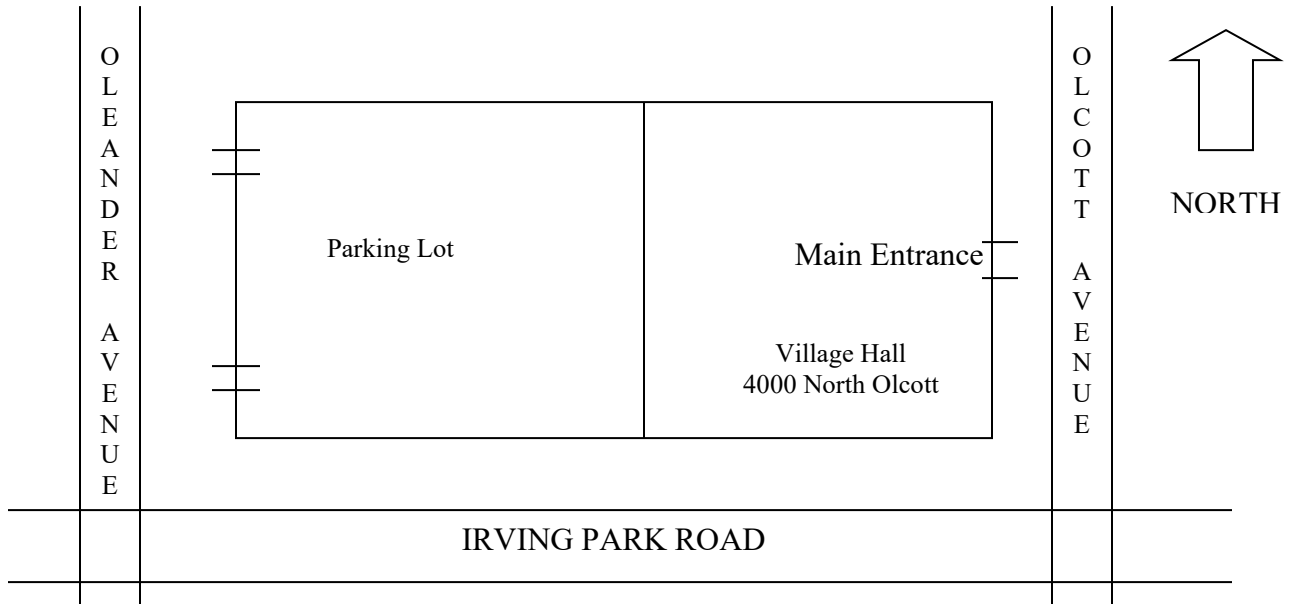 OLEANDER AVENUE
Parking Lot
Main Entrance
Village Hall
4000 North Olcott
OLCOTT AVENUE
NORTH
IRVING PARK ROAD